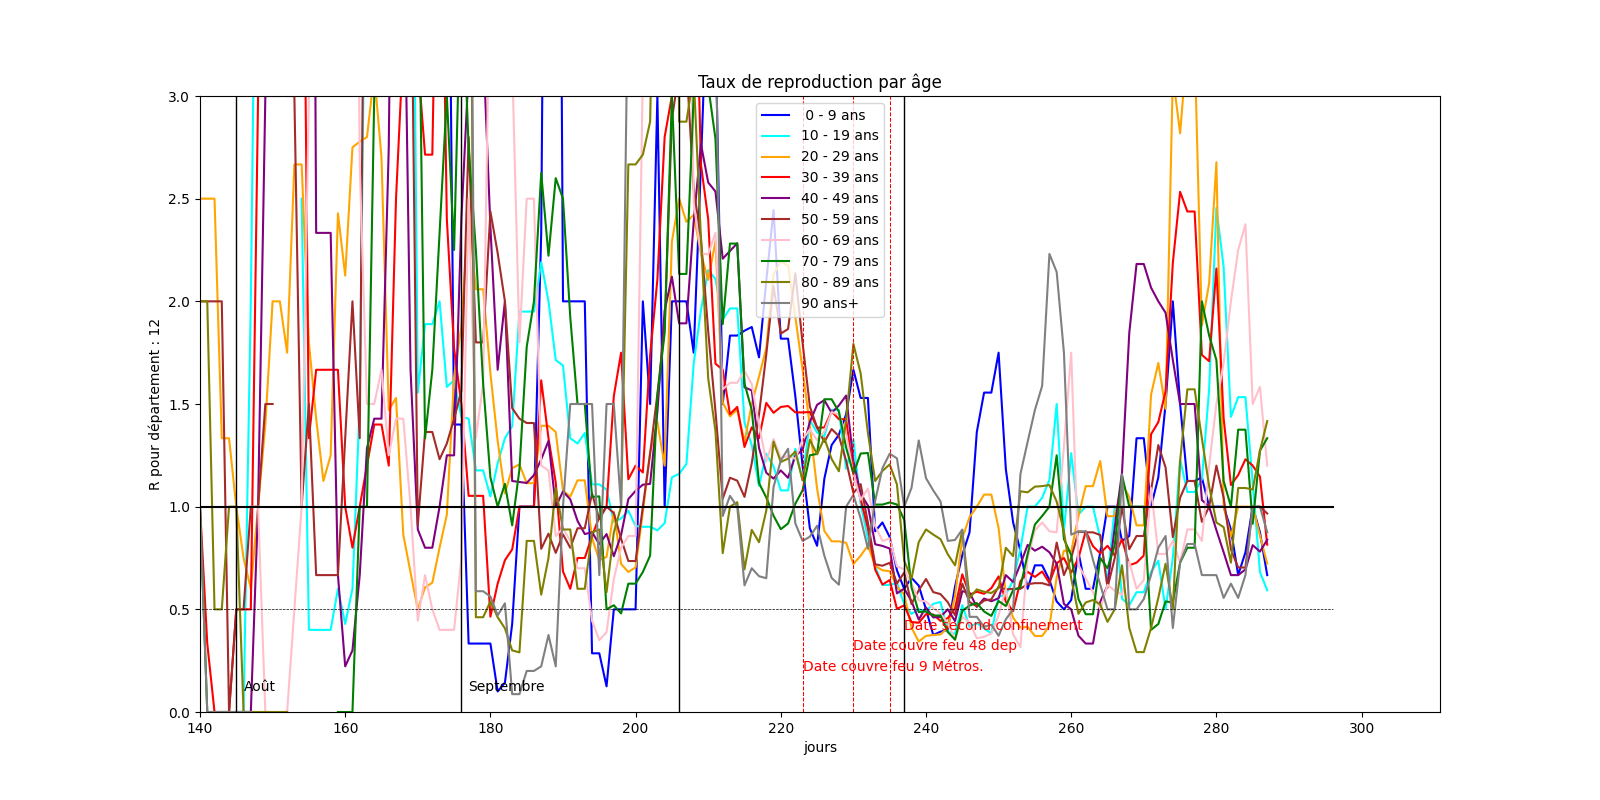 Taux de reproduction par âge
R pour département : 12
3.0
2.5
2.0
1.5
1.0
0.5
0.0
0 - 9 ans
10 - 19 ans
20 - 29 ans
30 - 39 ans
40 - 49 ans
50 - 59 ans
60 - 69 ans
70 - 79 ans
80 - 89 ans
90 ans+
Date second confinement
Date couvre feu 48 dep
Date couvre feu 9 Métros.
Août
Septembre
140 160 180 200 220 240 260 280 300
jours